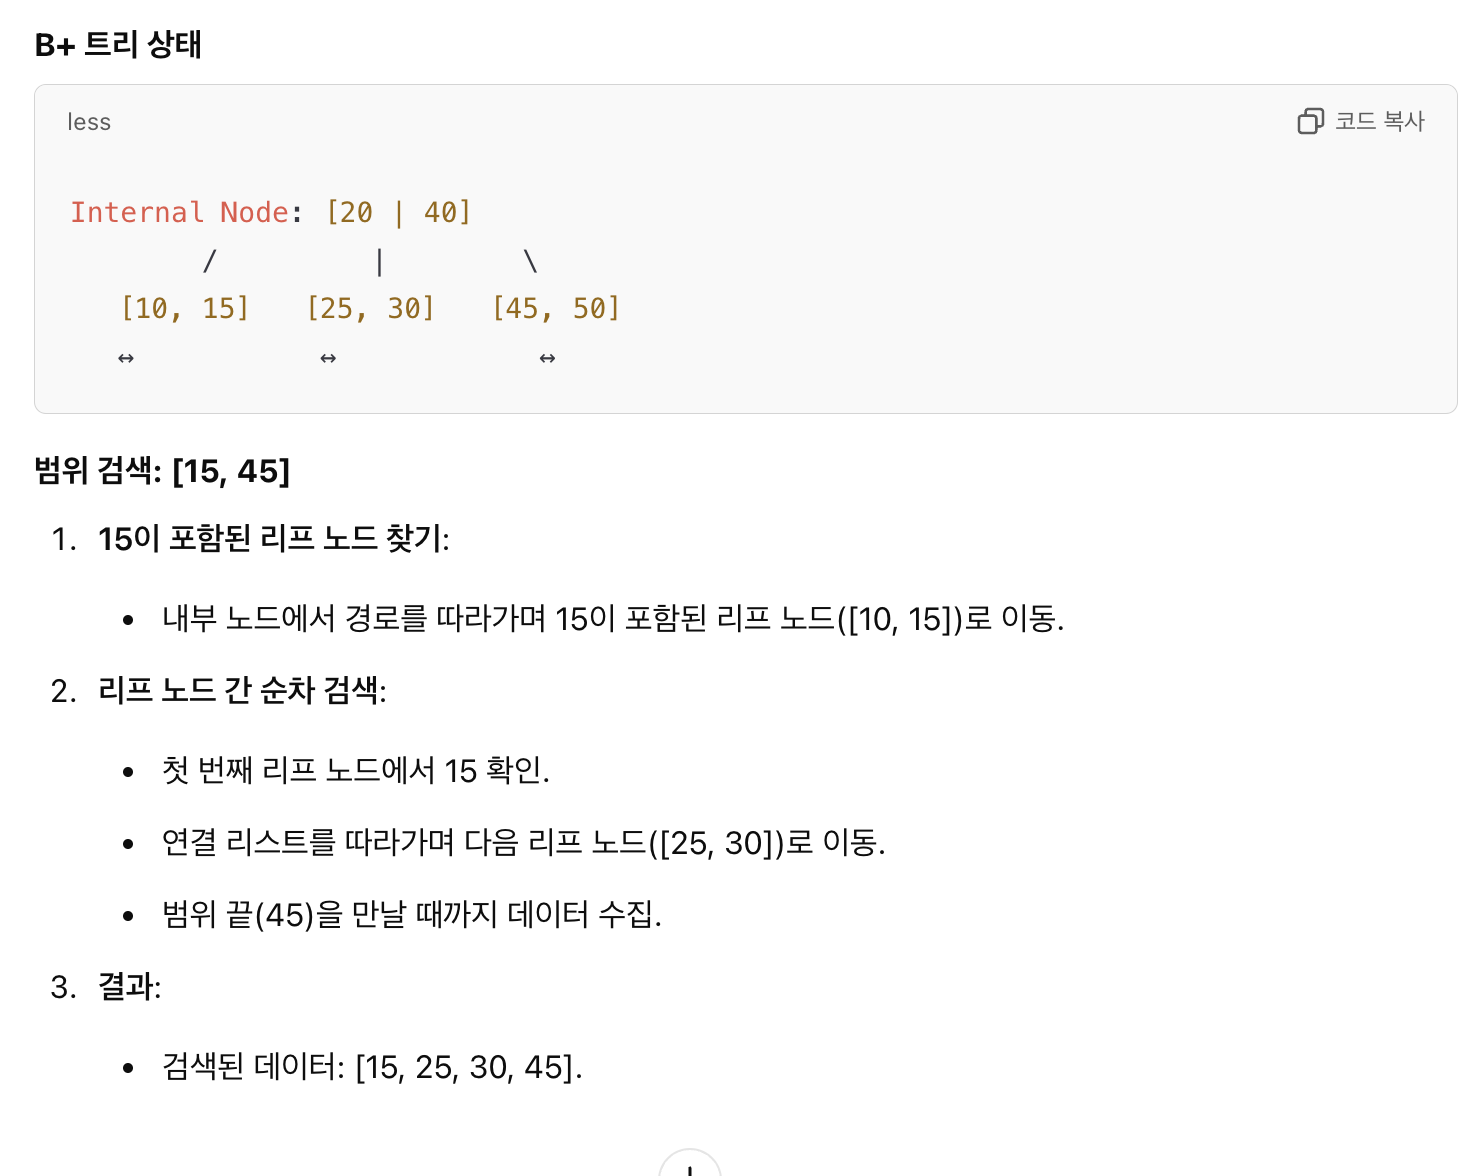 B+ 트리 상태
less
코드 복사
Internal Node: [20 | 40]
/ | \
[10, 15] [25, 30] [45, 50]
↔ ↔ ↔
범위 검색: [15, 45]
1. 15이 포함된 리프 노드 찾기:
• 내부 노드에서 경로를 따라가며 15이 포함된 리프 노드([10, 15])로 이동.
2. 리프 노드 간 순차 검색:
• 첫 번째 리프 노드에서 15 확인.
• 연결 리스트를 따라가며 다음 리프 노드([25, 30])로 이동.
• 범위 끝(45)을 만날 때까지 데이터 수집.
3. 결과:
• 검색된 데이터: [15, 25, 30, 45].